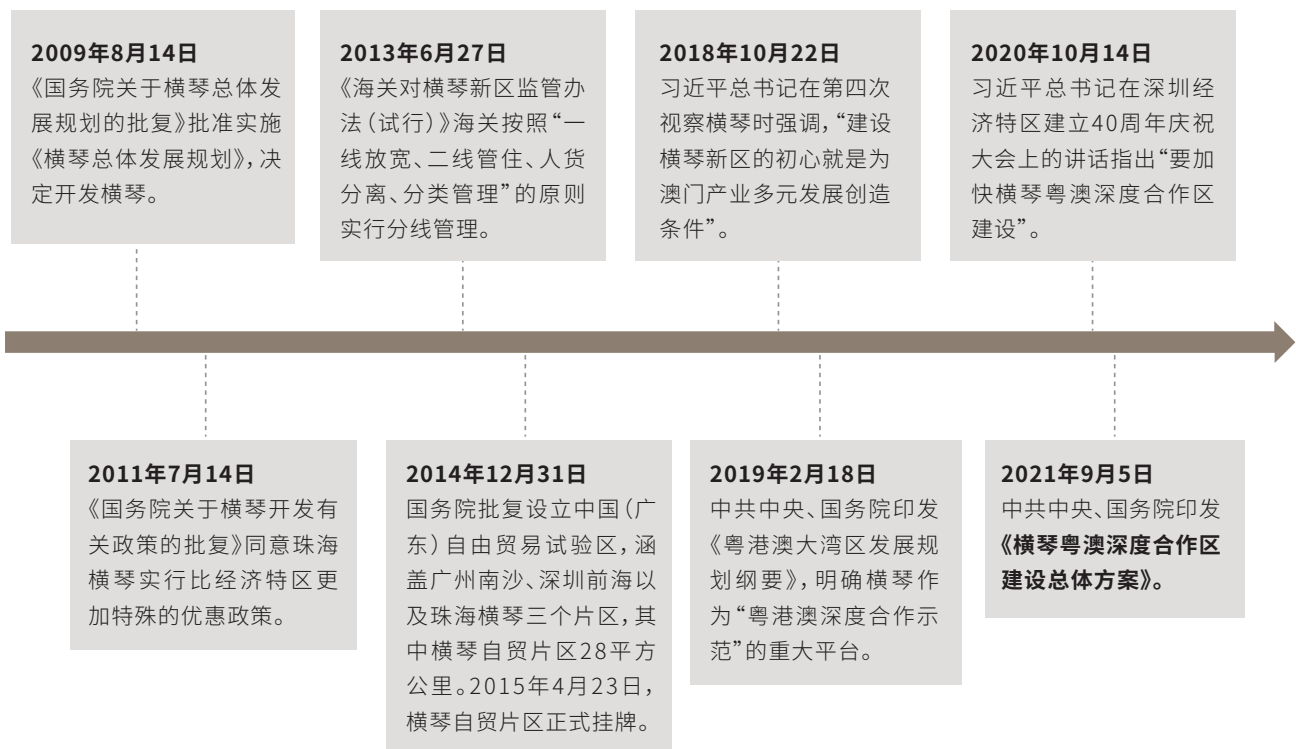 2009年8月14日
《国务院关于横琴总体发
展规划的批复》批准实施
《横琴总体发展规划》，决
定开发横琴。
2013年6月27日
《海关对横琴新区监管办
法（试行）》海关按照“一
线放宽、二线管住、人货
分离、分类管理”的原则
实行分线管理。
2018年10月22日
习近平总书记在第四次
视察横琴时强调，“建设
横琴新区的初心就是为
澳门产业多元发展创造
条件”。
2020年10月14日
习近平总书记在深圳经
济特区建立40周年庆祝
大会上的讲话指出“要加
快横琴粤澳深度合作区
建设”。
2011年7月14日
《国务院关于横琴开发有
关政策的批复》同意珠海
横琴实行比经济特区更
加特殊的优惠政策。
2014年12月31日
国务院批复设立中国（广
东）自由贸易试验区，涵
盖广州南沙、深圳前海以
及珠海横琴三个片区，其
中横琴自贸片区28平方
公里。2015年4月23日，
横琴自贸片区正式挂牌。
2019年2月18日
中共中央、国务院印发
《粤港澳大湾区发展规
划纲要》，明确横琴作
为“粤港澳深度合作示
范”的重大平台。
2021年9月5日
中共中央、国务院印发
《横琴粤澳深度合作区
建设总体方案》。